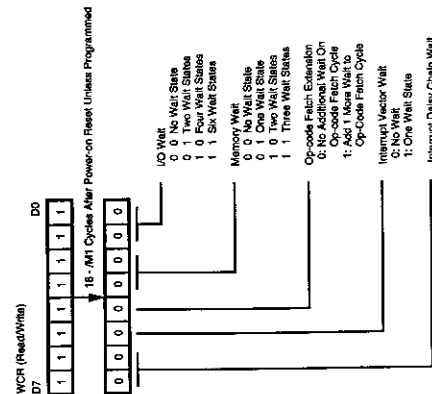 WCR (Read/Write)
D7 D0
1 1 1 1 1 1 1 1
16 - /M1 Cycles After Power-on Reset Unless Programmed
0 0 0 0 0 0 0 0
I/O Wait
0 0 No Wait State
0 1 Two Wait States
1 0 Four Wait States
1 1 Six Wait States
Memory Wait
0 0 No Wait State
0 1 One Wait State
1 0 Two Wait States
1 1 Three Wait States
Op-code Fetch Extension
0: No Additional Wait On
Op-code Fetch Cycle
1: Add 1 More Wait to
Op-Code Fetch Cycle
Interrupt Vector Wait
0: No Wait
1: One Wait State
Interrupt Daisy Chain Wait